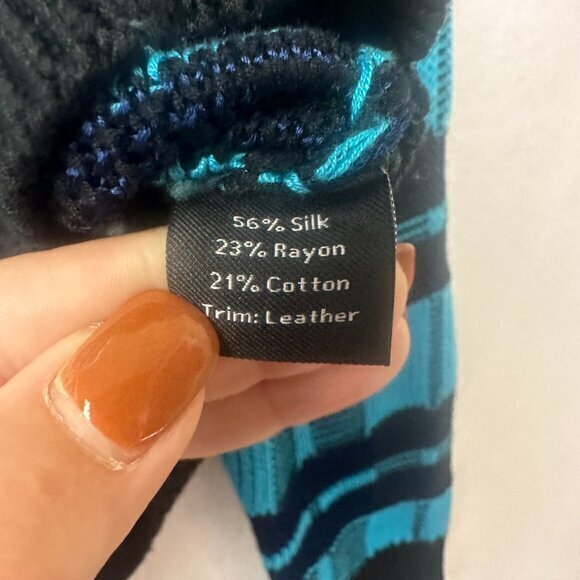 56% Silk
23% Rayon
21% Cotton
Trim: Leather